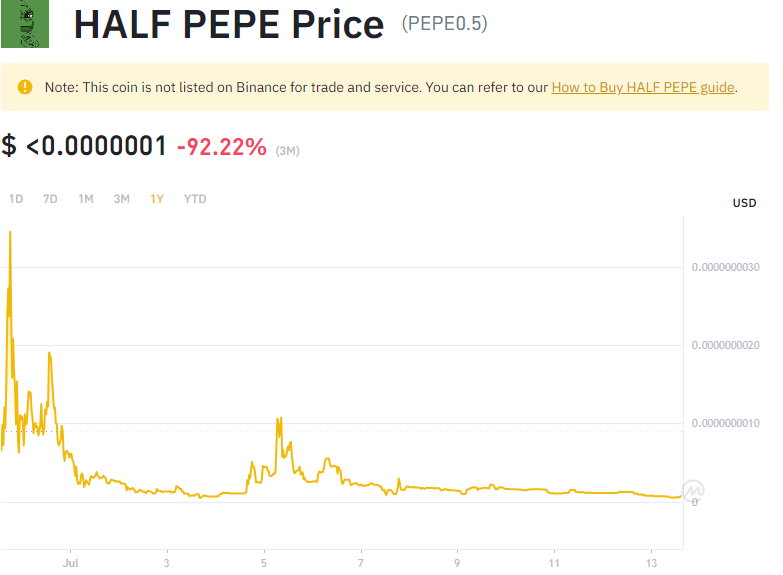 HALF PEPE Price (PEPE0.5)
Note: This coin is not listed on Binance for trade and service. You can refer to our How to Buy HALF PEPE guide.
$ <0.0000001 -92.22% (3M)
1D 7D 1M 3M 1Y YTD
USD
0.0000000030
0.0000000020
0.0000000010
0
Jul 3 5 7 9 11 13